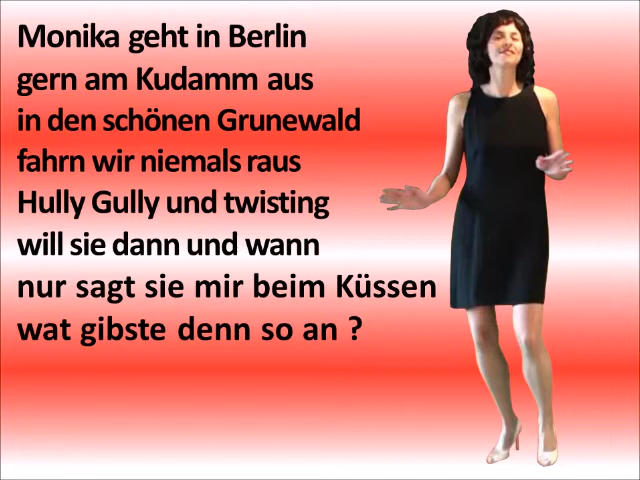 Monika geht in Berlin
gern am Kudamm aus
in den schönen Grunewald
fahrn wir niemals raus
Hully Gully und twisting
will sie dann und wann
nur sagt sie mir beim Küssen
wat gibste denn so an ?